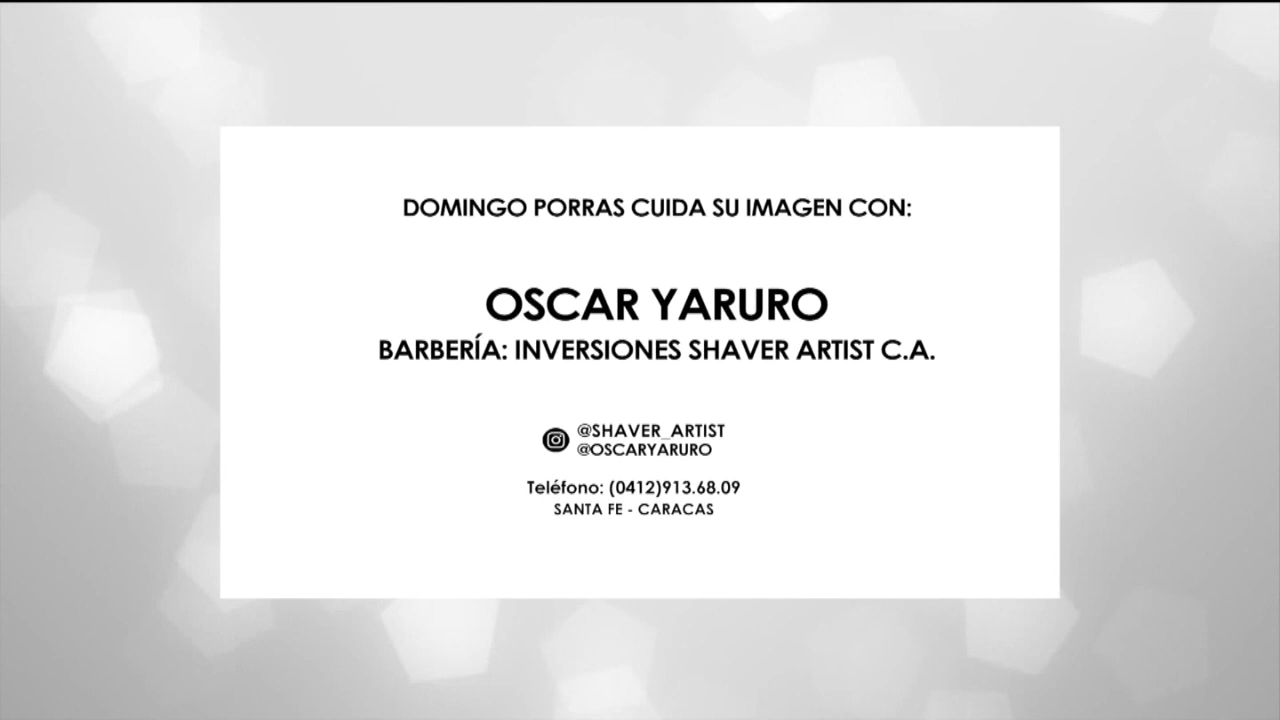 DOMINGO PORRAS CUIDA SU IMAGEN CON:
OSCAR YARURO
BARBERÍA: INVERSIONES SHAVER ARTIST C.A.
@SHAVER_ARTIST
@OSCARYARURO
Teléfono: (0412)913.68.09
SANTA FE - CARACAS